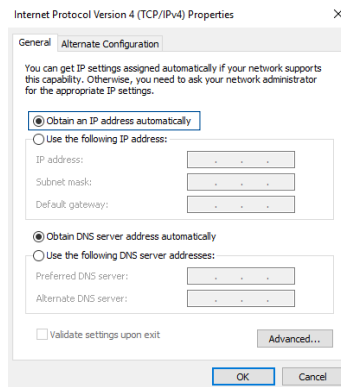 Internet Protocol Version 4 (TCP/IPv4) Properties
General Alternate Configuration
You can get IP settings assigned automatically if your network supports
this capability. Otherwise, you need to ask your network administrator
for the appropriate IP settings.
Obtain an IP address automatically
Use the following IP address:
IP address:
Subnet mask:
Default gateway:
Obtain DNS server address automatically
Use the following DNS server addresses:
Preferred DNS server:
Alternate DNS server:
Validate settings upon exit
Advanced...
OK Cancel